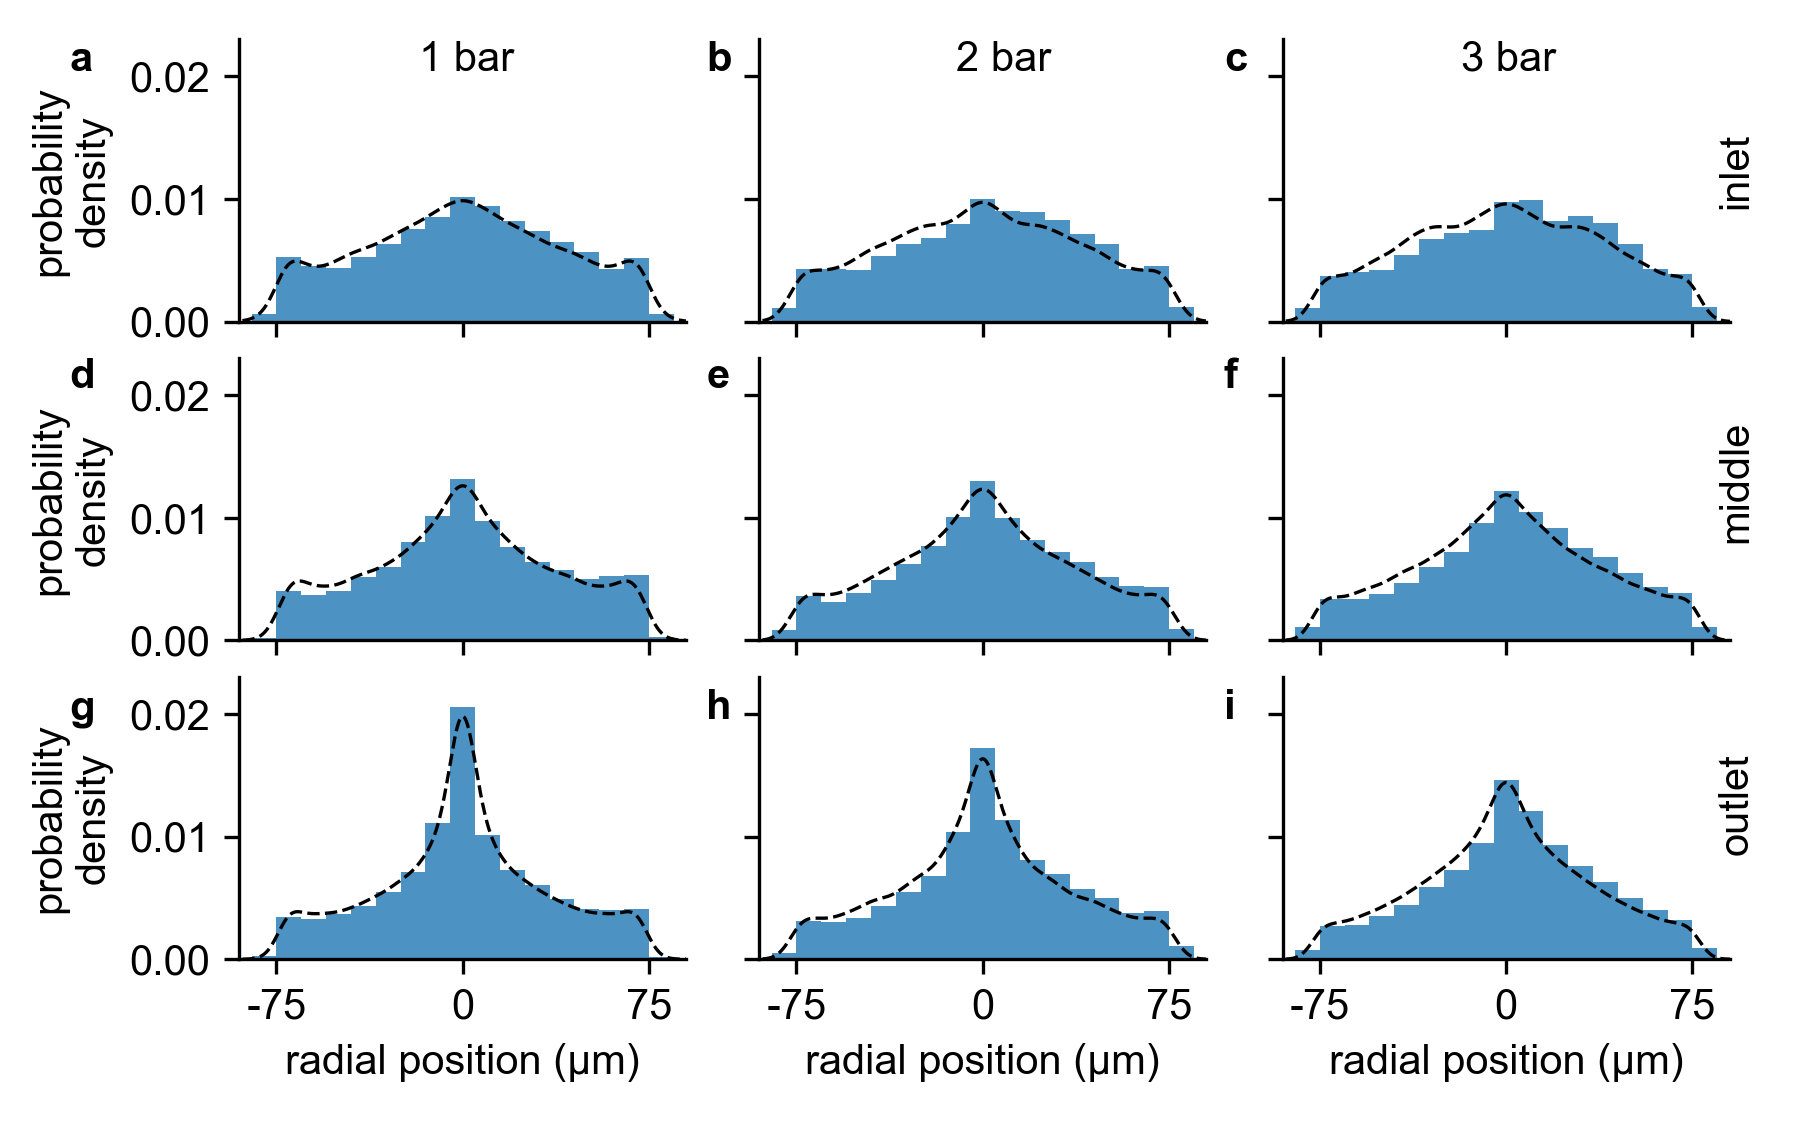 a
1 bar
b
2 bar
c
3 bar
probability
density
0.02
0.01
0.00
inlet
d
e
f
probability
density
0.02
0.01
0.00
middle
g
h
i
probability
density
0.02
0.01
0.00
outlet
-75 0 75
-75 0 75
-75 0 75
radial position (μm)
radial position (μm)
radial position (μm)